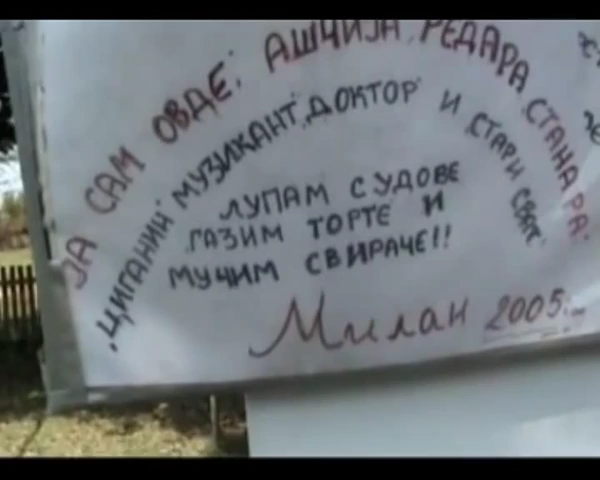 ЈА САМ ОВДЕ; АШЧИЈА, РЕДАРА СТАНАРА:
"ЦИГАНИН МУЗИКАНТ, ДОКТОР И СТАРИ СВАТ
ЛУПАМ СУДОВЕ
ГАЗИМ ТОРТЕ И
МУЧИМ СВИРАЧЕ!!
Милан 2005.